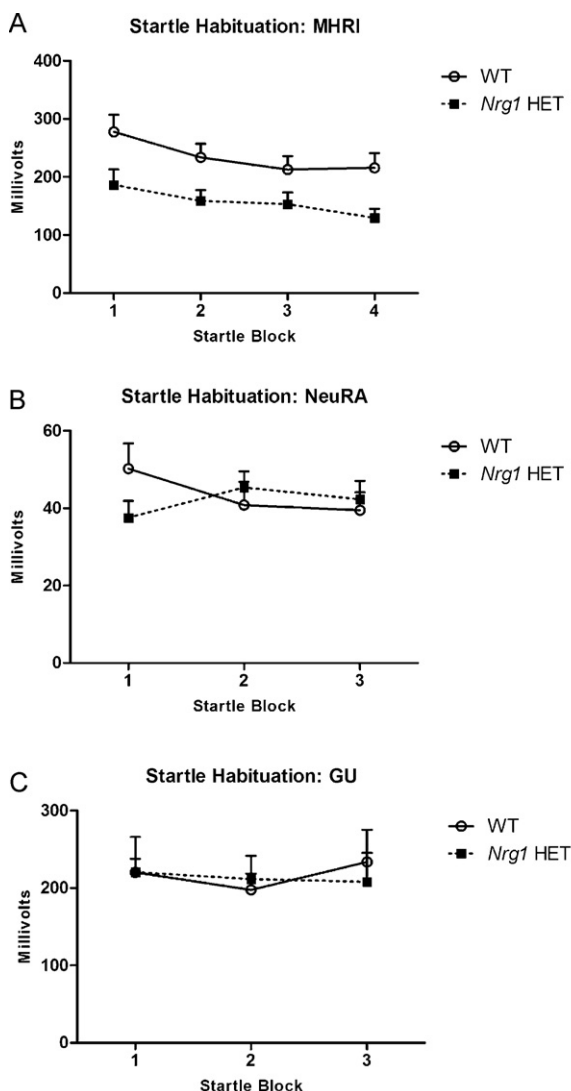 A
Startle Habituation: MHRI
400
300
200
100
0
Millivolts
1 2 3 4
Startle Block
WT
Nrg1 HET
B
Startle Habituation: NeuRA
60
40
20
0
Millivolts
1 2 3
Startle Block
WT
Nrg1 HET
C
Startle Habituation: GU
300
200
100
0
Millivolts
1 2 3
Startle Block
WT
Nrg1 HET